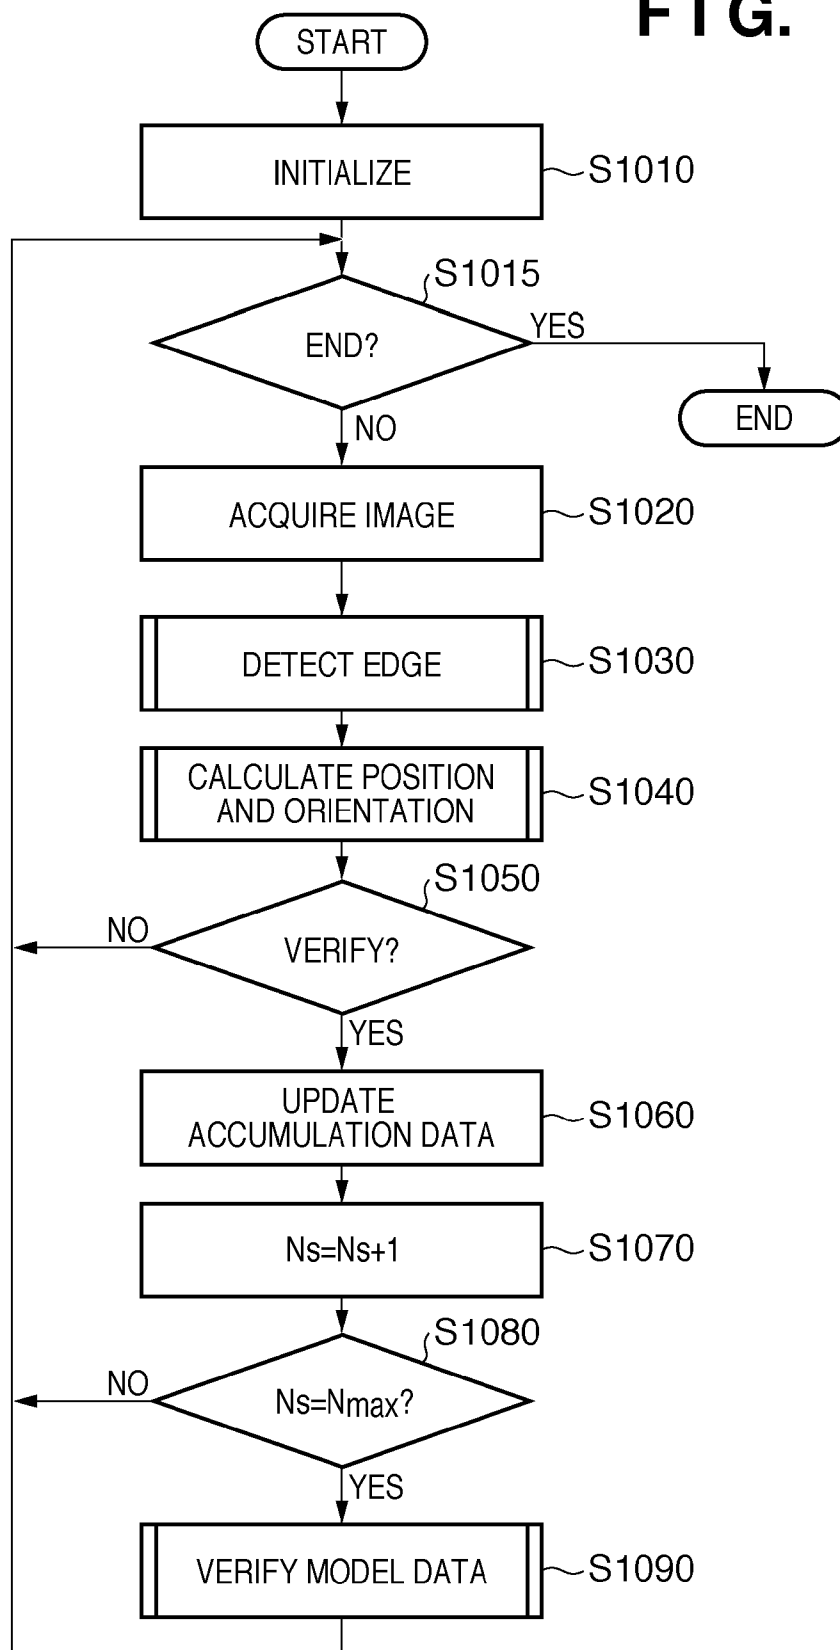 FIG.
START
INITIALIZE
S1010
S1015
END?
YES
END
NO
ACQUIRE IMAGE
S1020
DETECT EDGE
S1030
CALCULATE POSITION
AND ORIENTATION
S1040
S1050
VERIFY?
NO
YES
UPDATE
ACCUMULATION DATA
S1060
Ns=Ns+1
S1070
S1080
Ns=Nmax?
NO
YES
VERIFY MODEL DATA
S1090